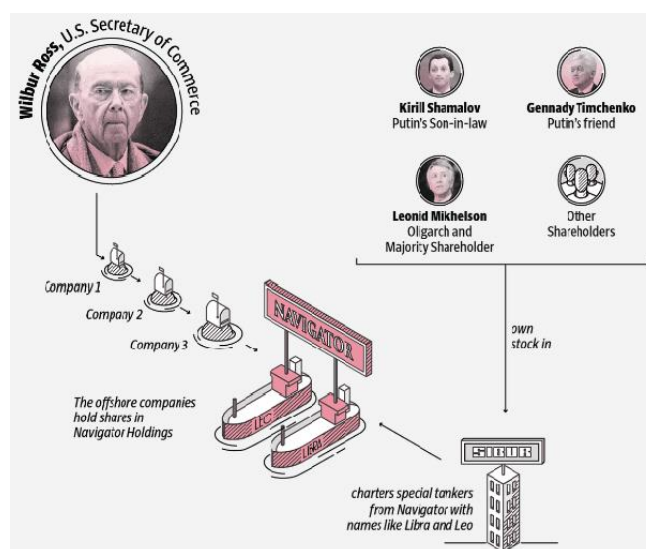 Wilbur Ross, U.S. Secretary of Commerce
Kirill Shamalov
Putin's Son-in-law
Gennady Timchenko
Putin's friend
Leonid Mikhelson
Oligarch and
Majority Shareholder
Other
Shareholders
Company 1
Company 2
Company 3
NAVIGATOR
own
stock in
The offshore companies
hold shares in
Navigator Holdings
LEO
LIBRA
SIBUR
charters special tankers
from Navigator with
names like Libra and Leo